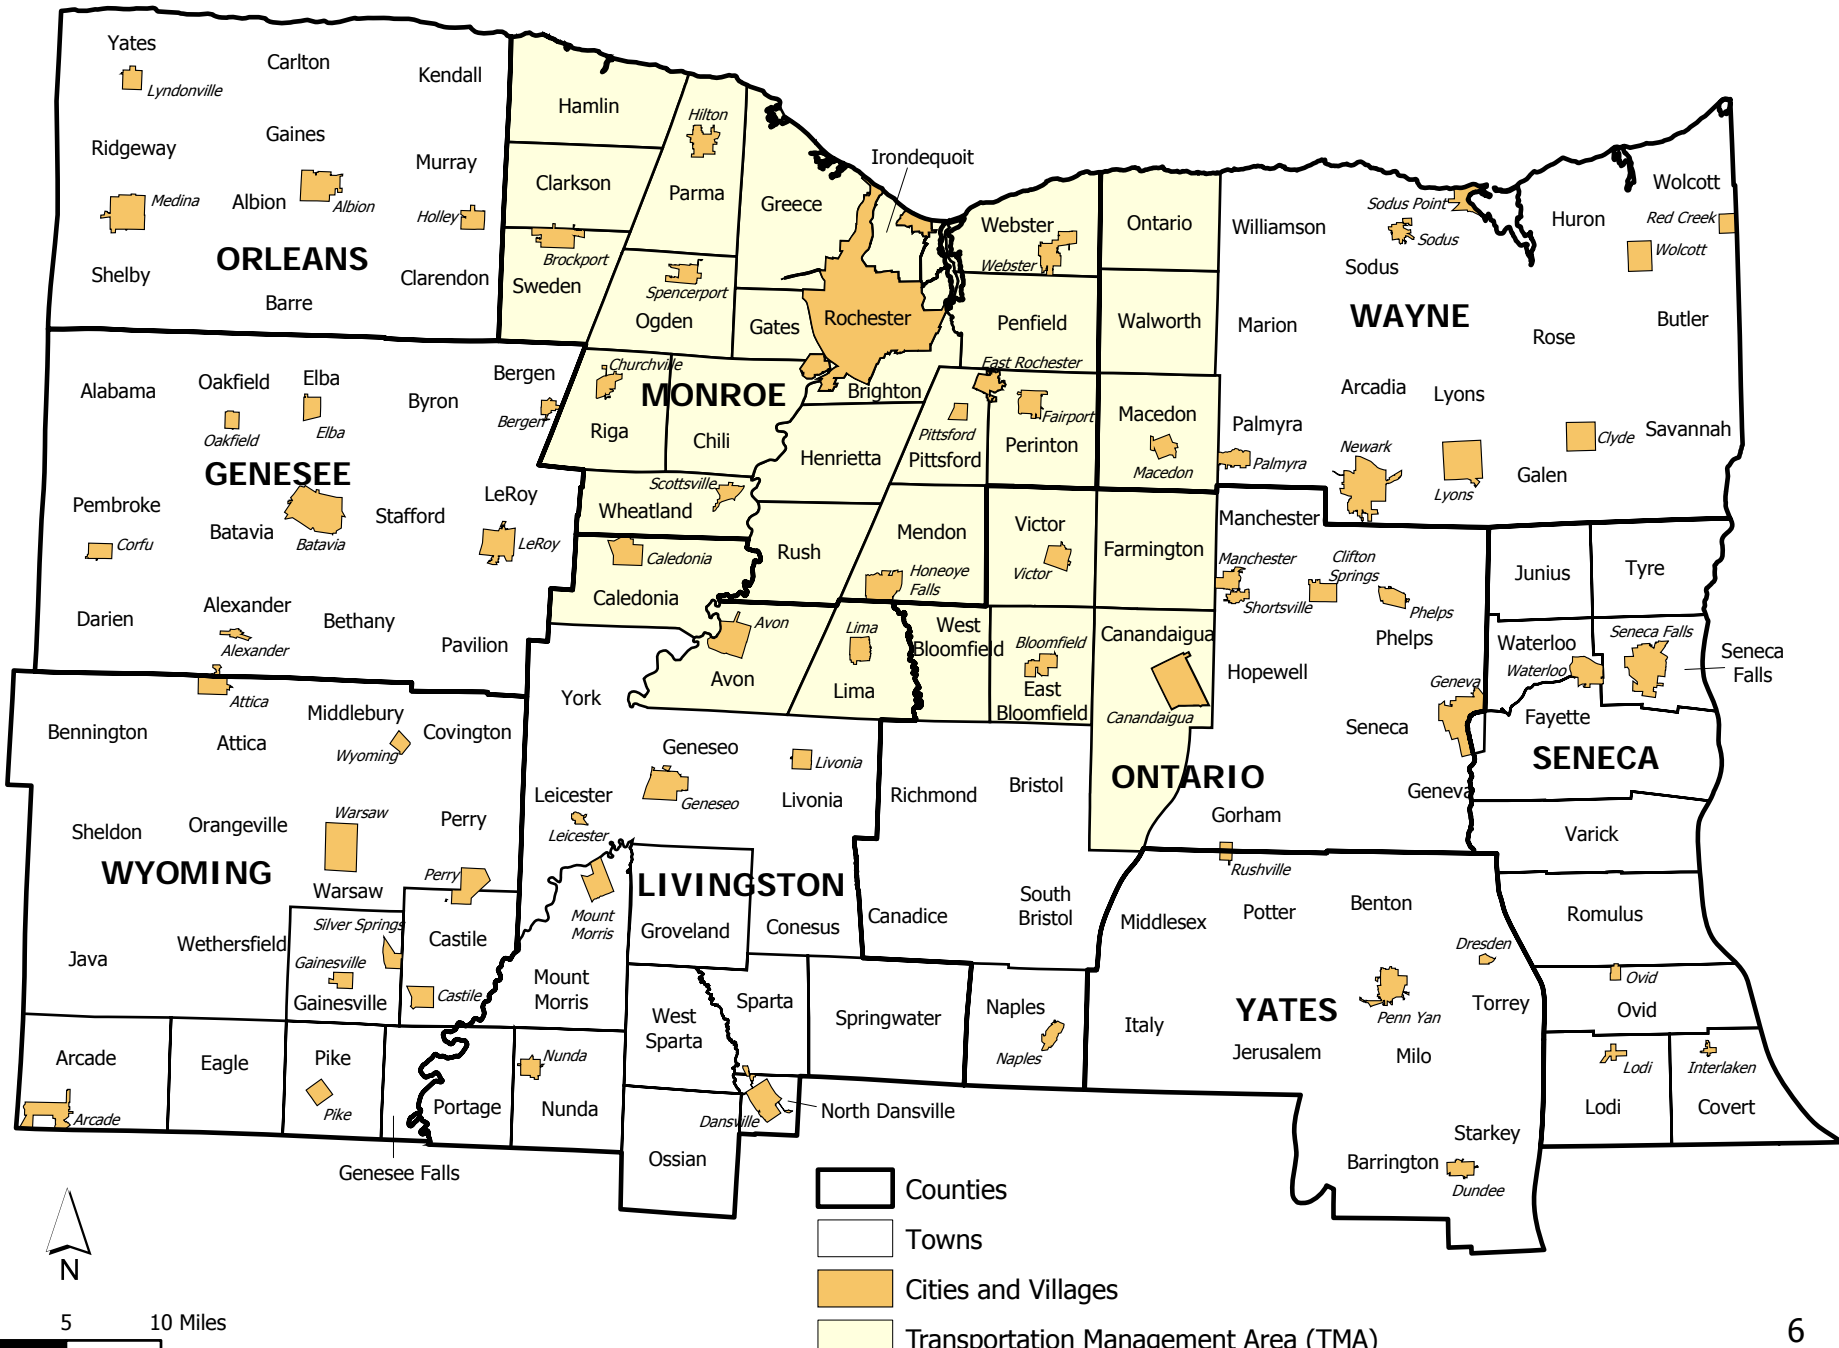 Yates
Lyndonville
Carlton
Kendall
Ridgeway
Gaines
Murray
Medina
Albion
Albion
Holley
ORLEANS
Shelby
Barre
Clarendon
Hamlin
Clarkson
Brockport
Sweden
Hilton
Parma
Greece
Irondequoit
Spencerport
Ogden
Gates
Rochester
Webster
Webster
Penfield
East Rochester
Churchville
MONROE
Brighton
Riga
Chili
Henrietta
Pittsford
Pittsford
Fairport
Perinton
Scottsville
Wheatland
Rush
Mendon
Honeoye
Falls
Ontario
Williamson
Walworth
Marion
Macedon
Macedon
Sodus Point
Sodus
Sodus
Huron
Wolcott
Red Creek
Wolcott
WAYNE
Rose
Butler
Arcadia
Lyons
Palmyra
Palmyra
Newark
Lyons
Clyde
Savannah
Galen
Alabama
Oakfield
Oakfield
Elba
Elba
Byron
Bergen
Bergen
GENESEE
Pembroke
Corfu
Batavia
Batavia
Stafford
LeRoy
LeRoy
Darien
Alexander
Alexander
Bethany
Pavilion
Caledonia
Caledonia
Avon
Avon
Lima
Lima
York
Geneseo
Geneseo
Livonia
Livonia
Leicester
Leicester
LIVINGSTON
Mount
Morris
Mount
Morris
Groveland
Conesus
West
Sparta
Sparta
Springwater
Nunda
Nunda
Portage
Dansville
North Dansville
Ossian
Victor
Victor
Farmington
Manchester
Manchester
Clifton
Springs
Shortsville
Phelps
Phelps
West
Bloomfield
Bloomfield
East
Bloomfield
Canandaigua
Canandaigua
Hopewell
Geneva
Seneca
Geneva
ONTARIO
Gorham
Richmond
Bristol
Canadice
South
Bristol
Naples
Naples
Rushville
Junius
Tyre
Waterloo
Waterloo
Seneca Falls
Seneca
Falls
Fayette
SENECA
Varick
Romulus
Ovid
Ovid
Lodi
Lodi
Interlaken
Covert
Middlesex
Potter
Benton
Dresden
Italy
YATES
Penn Yan
Torrey
Jerusalem
Milo
Starkey
Barrington
Dundee
Bennington
Attica
Attica
Middlebury
Wyoming
Covington
Sheldon
Orangeville
Warsaw
Warsaw
Perry
Perry
WYOMING
Java
Wethersfield
Silver Springs
Gainesville
Gainesville
Castile
Castile
Arcade
Arcade
Eagle
Pike
Pike
Genesee Falls
N
5
10 Miles
Counties
Towns
Cities and Villages
Transportation Management Area (TMA)
6